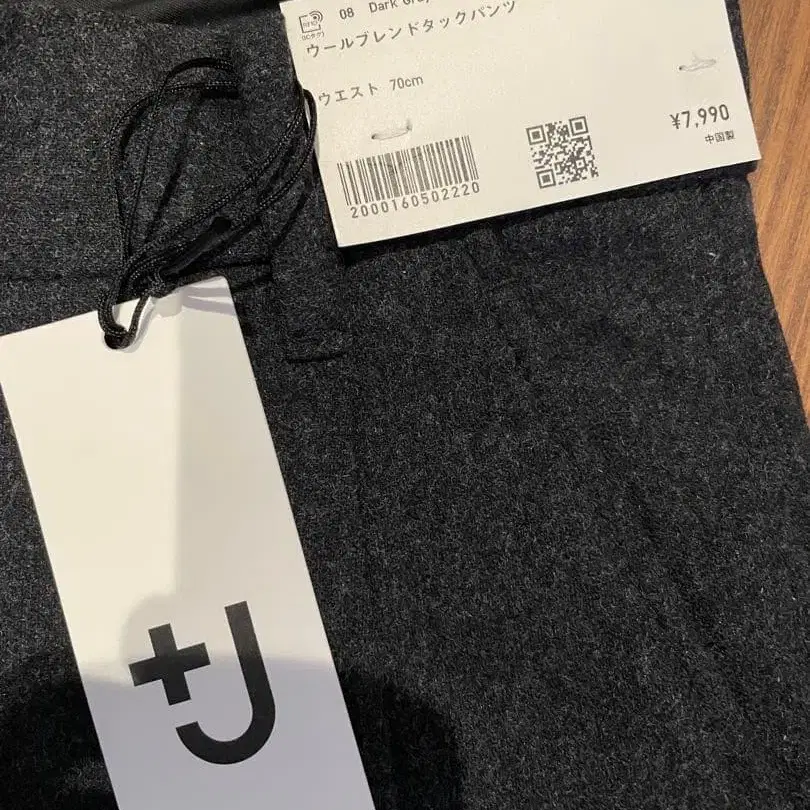 08 Dark Gray
ウールブレンドタックパンツ
ウエスト 70cm
¥7,990
中国製
2000160502220
+J